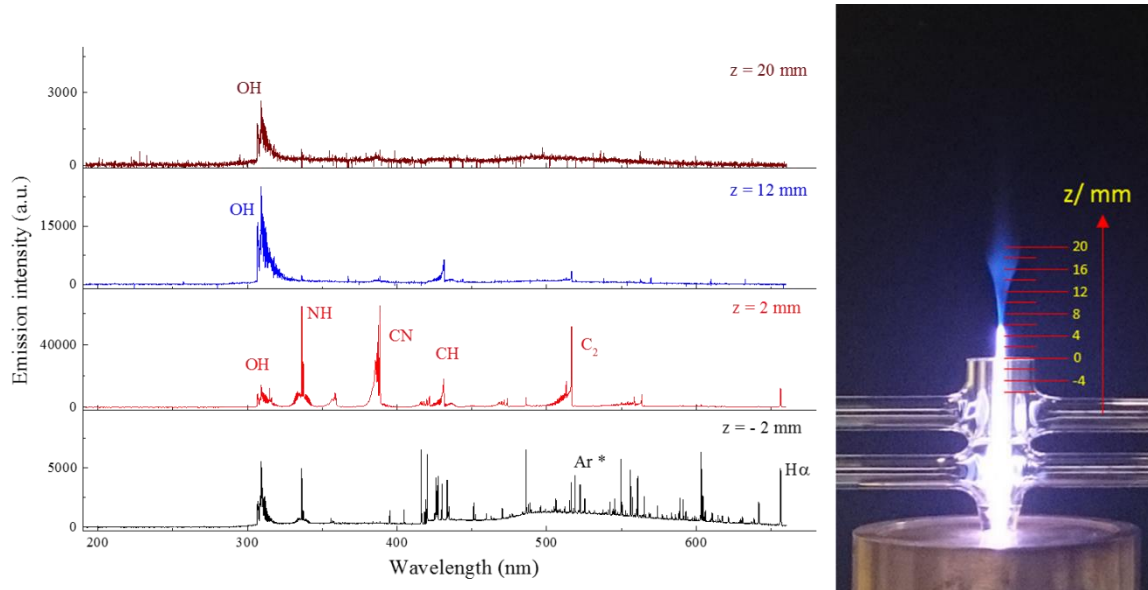 z = 20 mm
OH
3000
0
z = 12 mm
OH
15000
0
z = 2 mm
NH
CN
CH
C₂
OH
40000
0
z = - 2 mm
Ar *
Hα
5000
0
200 300 400 500 600
Wavelength (nm)
Emission intensity (a.u.)
z/ mm
20
16
12
8
4
0
-4